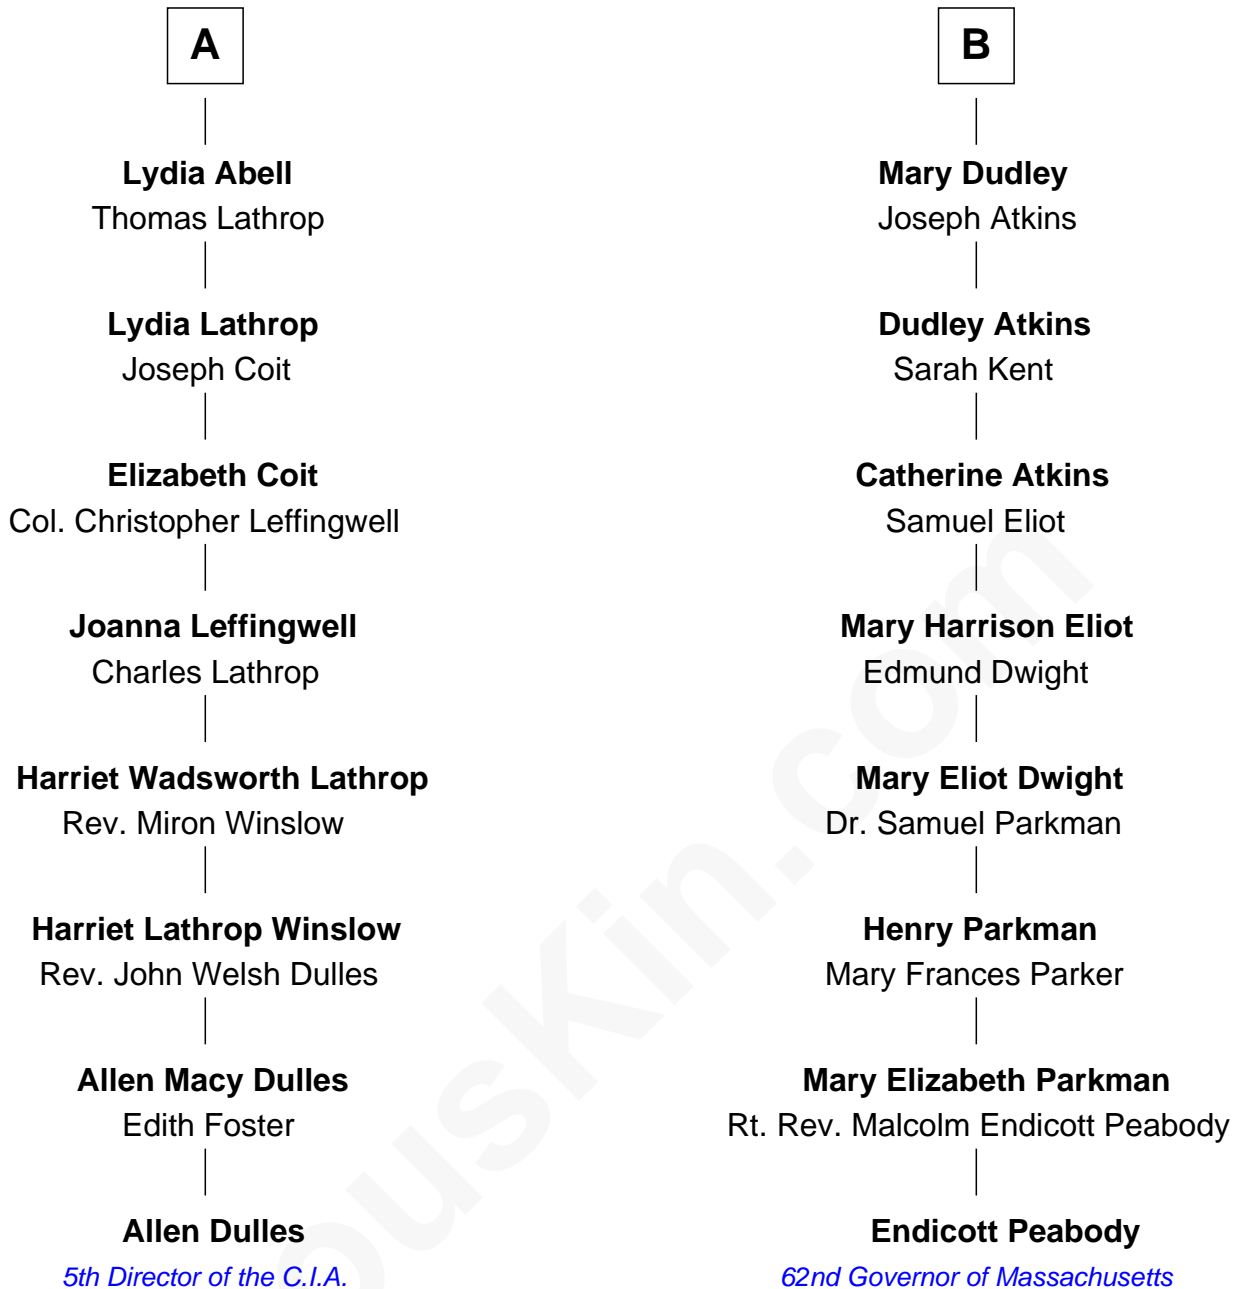 A
Lydia Abell
Thomas Lathrop
Lydia Lathrop
Joseph Coit
Elizabeth Coit
Col. Christopher Leffingwell
Joanna Leffingwell
Charles Lathrop
Harriet Wadsworth Lathrop
Rev. Miron Winslow
Harriet Lathrop Winslow
Rev. John Welsh Dulles
Allen Macy Dulles
Edith Foster
Allen Dulles
5th Director of the C.I.A.
B
Mary Dudley
Joseph Atkins
Dudley Atkins
Sarah Kent
Catherine Atkins
Samuel Eliot
Mary Harrison Eliot
Edmund Dwight
Mary Eliot Dwight
Dr. Samuel Parkman
Henry Parkman
Mary Frances Parker
Mary Elizabeth Parkman
Rt. Rev. Malcolm Endicott Peabody
Endicott Peabody
62nd Governor of Massachusetts